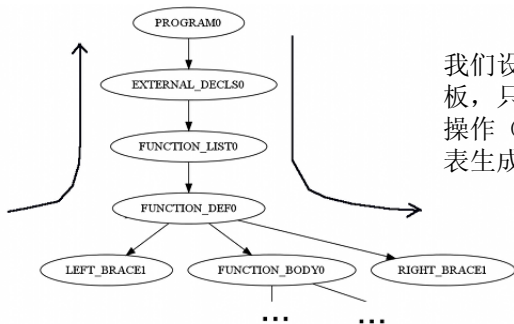 PROGRAM0
EXTERNAL_DECLS0
FUNCTION_LIST0
FUNCTION_DEF0
LEFT_BRACE1
FUNCTION_BODY0
RIGHT_BRACE1
...
...
我们设
板，只
操作（
表生成